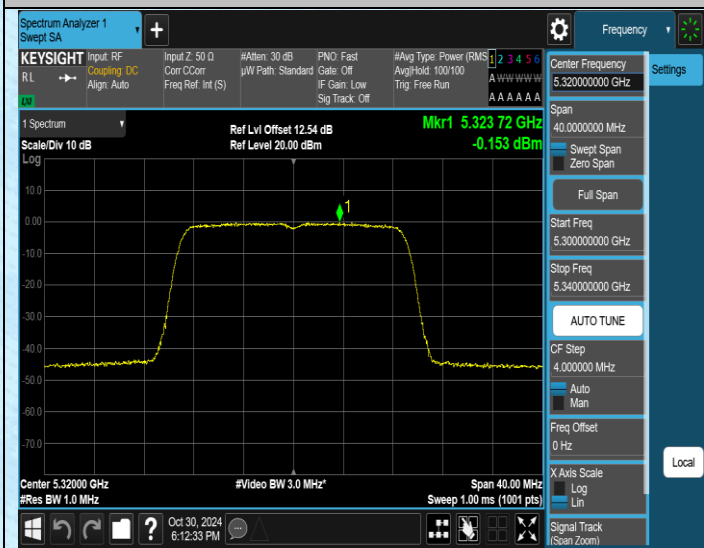 Spectrum Analyzer 1
Swept SA
+
Frequency
KEYSIGHT
RL
LXI
Input: RF
Coupling: DC
Align: Auto
Input Z: 50 Ω
Corr CCorr
Freq Ref: Int (S)
#Atten: 30 dB
µW Path: Standard
PNO: Fast
Gate: Off
IF Gain: Low
Sig Track: Off
#Avg Type: Power (RMS
Avg|Hold: 100/100
Trig: Free Run
1 2 3 4 5 6
A W W W W W
A A A A A A
1 Spectrum
Scale/Div 10 dB
Log
Ref Lvl Offset 12.54 dB
Ref Level 20.00 dBm
Mkr1 5.323 72 GHz
-0.153 dBm
10.0
0.00
-10.0
-20.0
-30.0
-40.0
-50.0
-60.0
-70.0
1
Center 5.32000 GHz
#Res BW 1.0 MHz
#Video BW 3.0 MHz*
Span 40.00 MHz
Sweep 1.00 ms (1001 pts)
Center Frequency
5.320000000 GHz
Span
40.0000000 MHz
Swept Span
Zero Span
Full Span
Start Freq
5.300000000 GHz
Stop Freq
5.340000000 GHz
AUTO TUNE
CF Step
4.000000 MHz
Auto
Man
Freq Offset
0 Hz
X Axis Scale
Log
Lin
Signal Track
(Span Zoom)
Settings
Local
?
Oct 30, 2024
6:12:33 PM